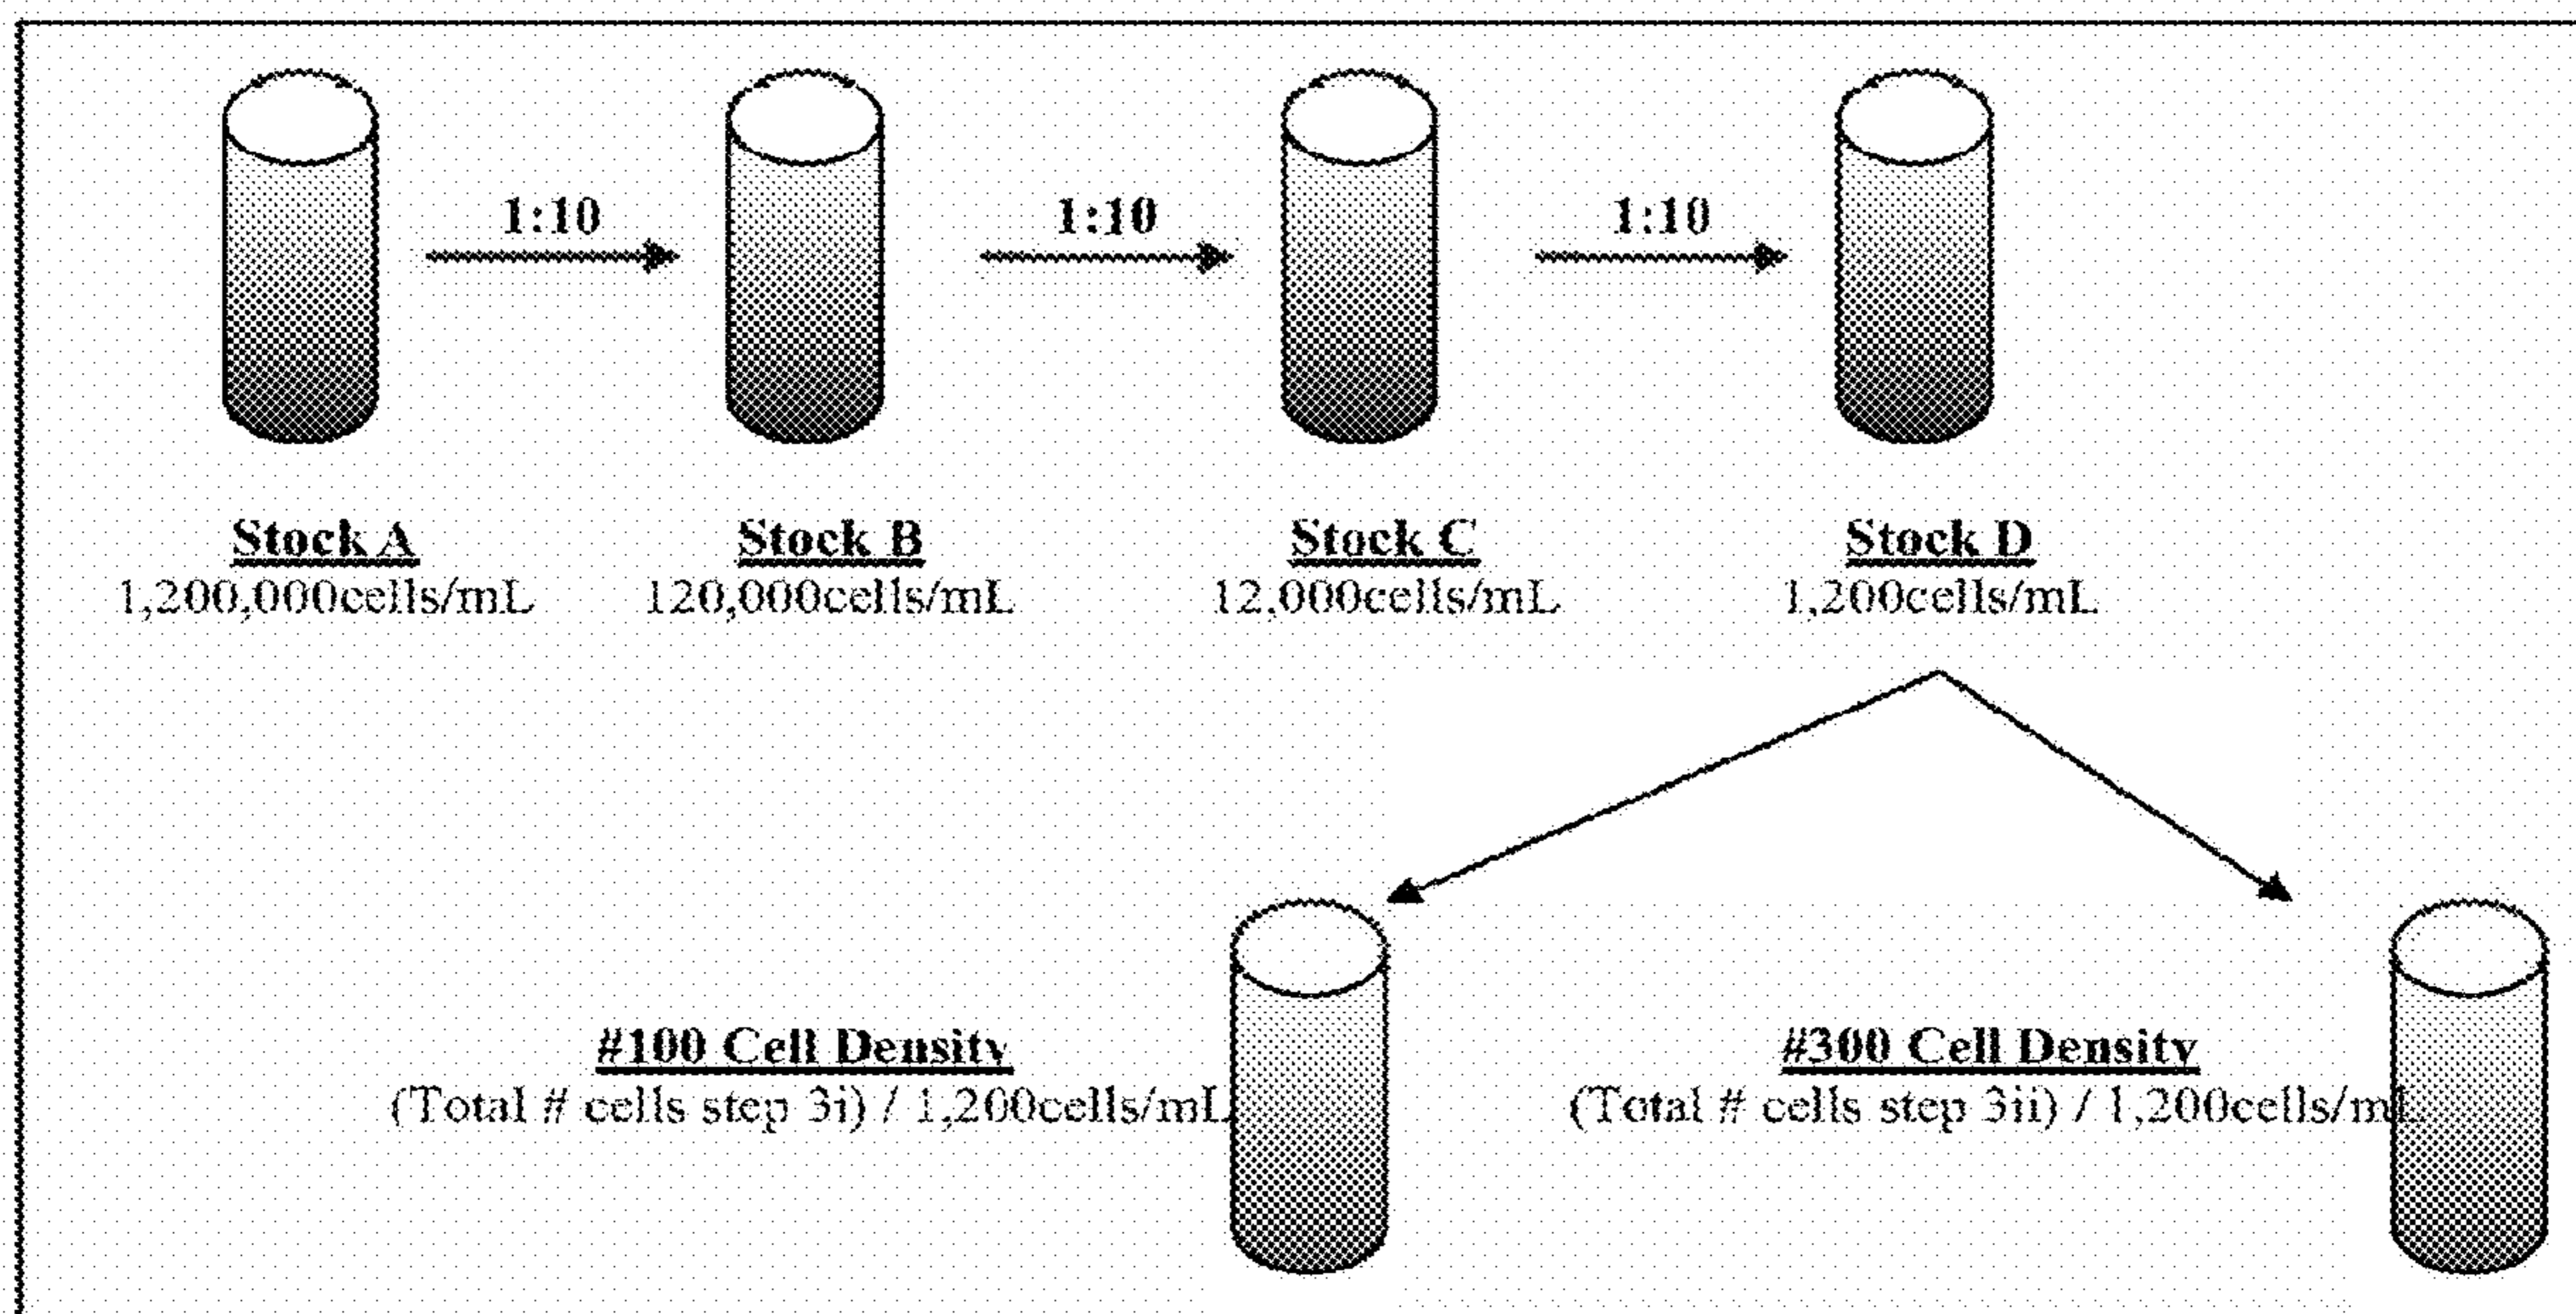 1:10 1:10 1:10
Stock A Stock B Stock C Stock D
1,200,000cells/mL 120,000cells/mL 12,000cells/mL 1,200cells/mL
#100 Cell Density #300 Cell Density
(Total # cells step 3i) / 1,200cells/mL (Total # cells step 3ii) / 1,200cells/mL